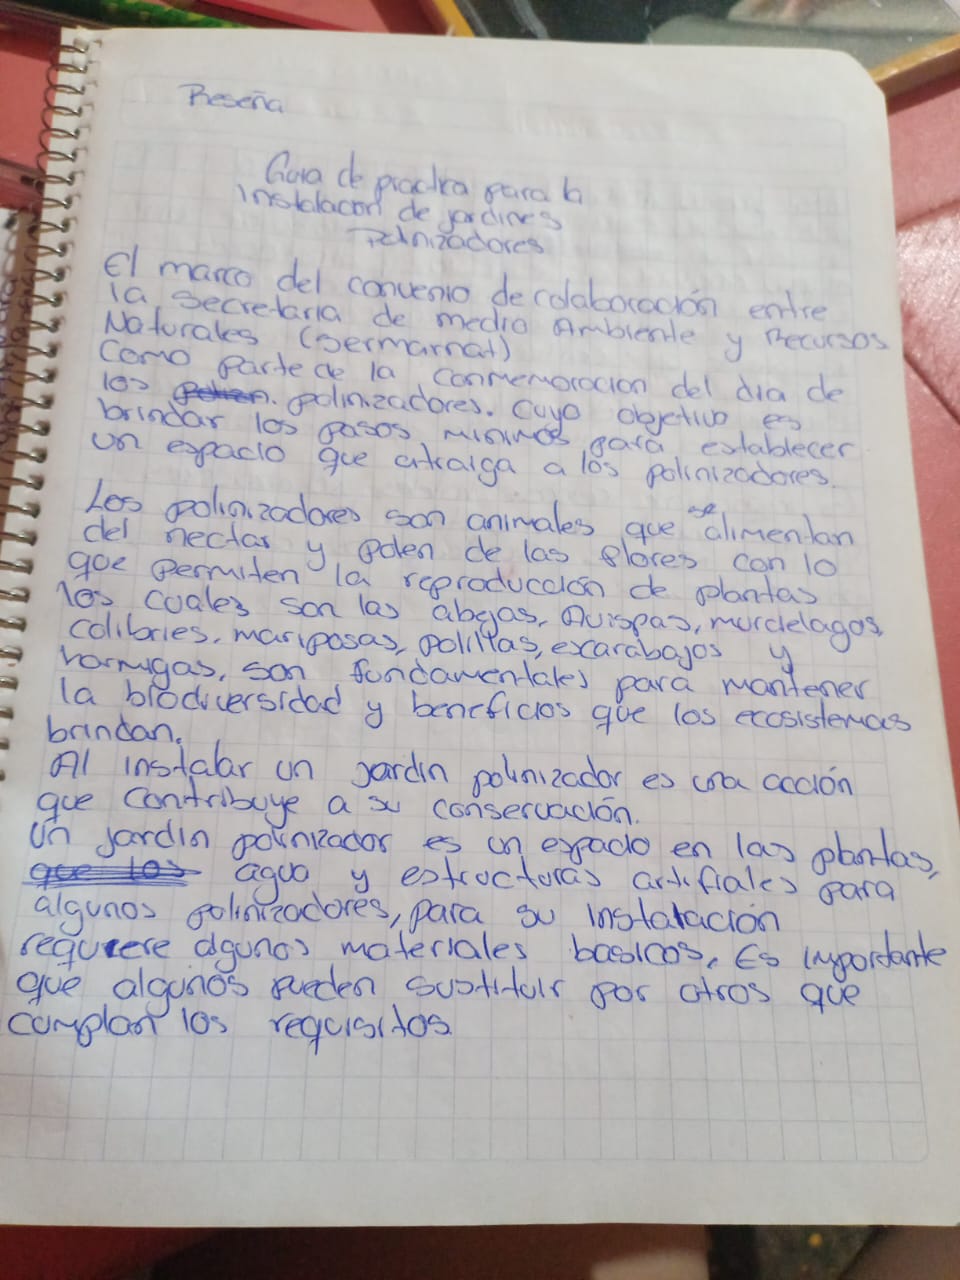 Reseña
Guia de practica para la
Instalacon de jardines
Polnizadores
El marco del convenio de colaboración entre
la secretaria de medio Ambiente y Recursos
Naturales (Sermarnat)
Como parte de la conmemoracion del dia de
los polinizadores. cuyo objetivo es
brindar los pasos minimos para establecer
un espacio que atraiga a los polinizadores.
Los polinizadores son animales que se alimentan
del nectar y polen de las flores con lo
que permiten la reproducción de plantas
los cuales son las abejas, Avispas, murcielagos,
colibries, mariposas, polillas, escarabajos y
hormigas, son fundamentales para mantener
la biodiversidad y beneficios que los ecosistemas
brindan.
Al instalar un jardin polinizador es una acción
que contribuye a su conservación.
Un jardin polinizador es un espacio en las plantas,
que los agua y estructuras artifiales para
algunos polinizadores, para su instalación
requiere algunos materiales basicos, Es importante
que algunos pueden sustituir por otros que
cumplan los requisitos.